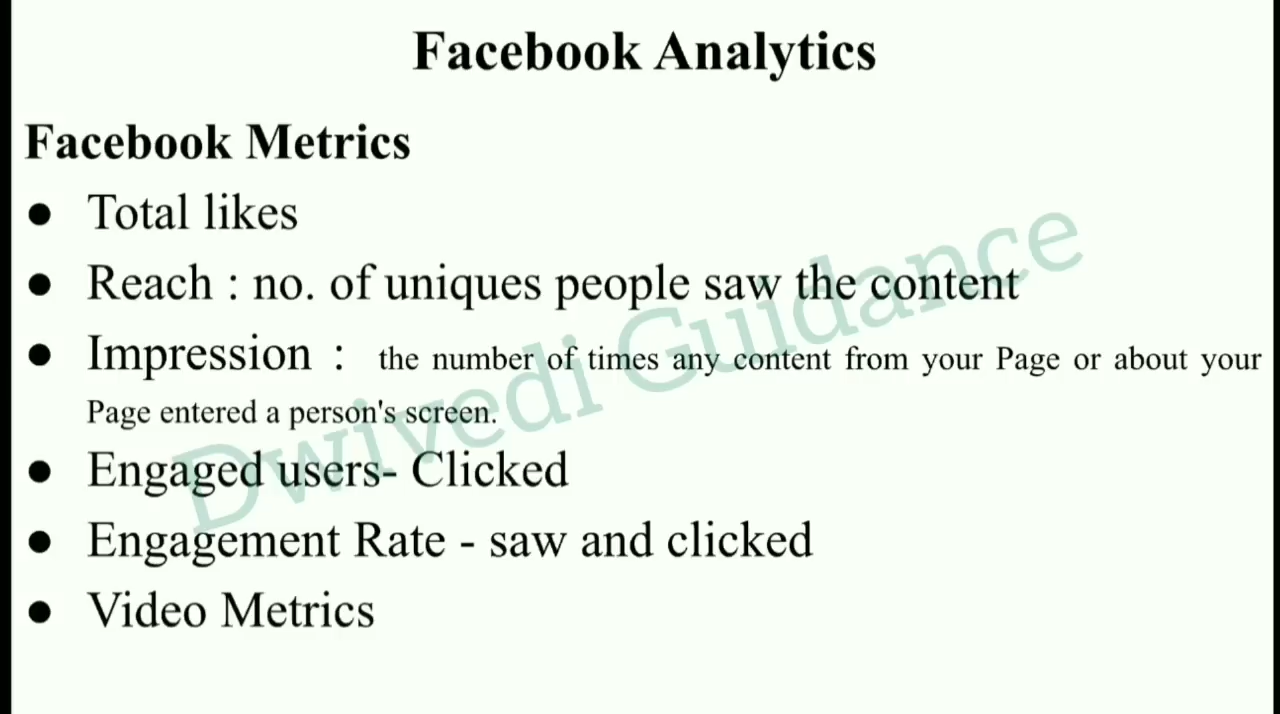 Facebook Analytics
Facebook Metrics
● Total likes
● Reach : no. of uniques people saw the content
● Impression : the number of times any content from your Page or about your
Page entered a person's screen.
● Engaged users- Clicked
● Engagement Rate - saw and clicked
● Video Metrics
Dwivedi Guidance